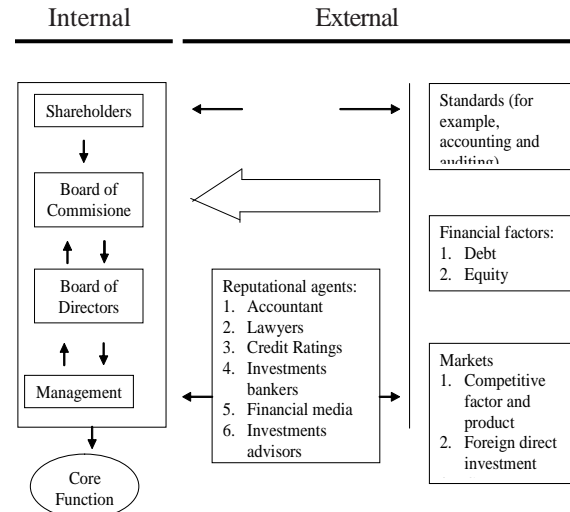 Internal
External
Shareholders
Board of
Commisione
Board of
Directors
Management
Core
Function
Reputational agents:
1. Accountant
2. Lawyers
3. Credit Ratings
4. Investments
bankers
5. Financial media
6. Investments
advisors
Standards (for
example,
accounting and
auditing)
Financial factors:
1. Debt
2. Equity
Markets
1. Competitive
factor and
product
2. Foreign direct
investment